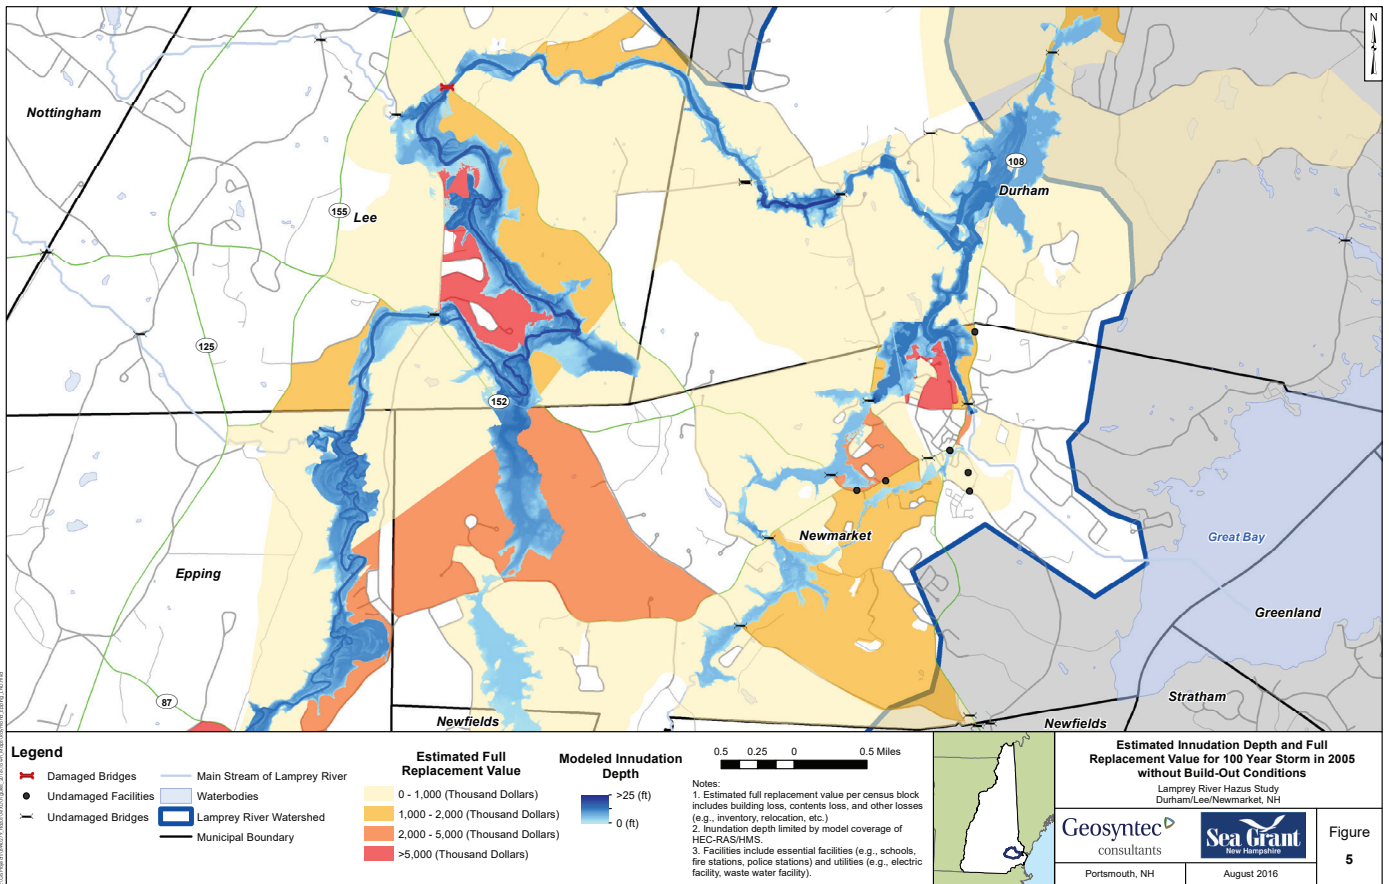 N
Nottingham
108
Durham
155
Lee
125
152
Newmarket
Great Bay
Epping
Greenland
87
Stratham
Newfields
Newfields
Legend
Damaged Bridges
Undamaged Facilities
Undamaged Bridges
Main Stream of Lamprey River
Waterbodies
Lamprey River Watershed
Municipal Boundary
Estimated Full
Replacement Value
0 - 1,000 (Thousand Dollars)
1,000 - 2,000 (Thousand Dollars)
2,000 - 5,000 (Thousand Dollars)
>5,000 (Thousand Dollars)
Modeled Innudation
Depth
>25 (ft)
0 (ft)
0.5 0.25 0 0.5 Miles
Notes:
1. Estimated full replacement value per census block
includes building loss, contents loss, and other losses
(e.g., inventory, relocation, etc.)
2. Inundation depth limited by model coverage of
HEC-RAS/HMS.
3. Facilities include essential facilities (e.g., schools,
fire stations, police stations) and utilities (e.g., electric
facility, waste water facility).
Estimated Innudation Depth and Full
Replacement Value for 100 Year Storm in 2005
without Build-Out Conditions
Lamprey River Hazus Study
Durham/Lee/Newmarket, NH
Geosyntec
consultants
Sea Grant
New Hampshire
Figure
5
Portsmouth, NH
August 2016